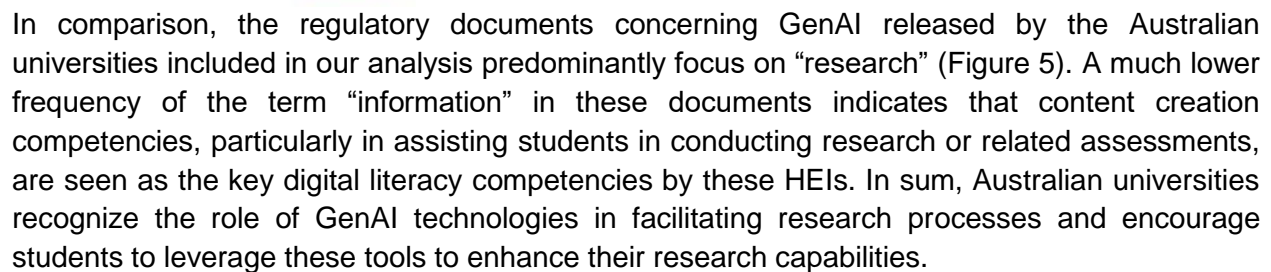 In comparison, the regulatory documents concerning GenAI released by the Australian
universities included in our analysis predominantly focus on “research” (Figure 5). A much lower
frequency of the term “information” in these documents indicates that content creation
competencies, particularly in assisting students in conducting research or related assessments,
are seen as the key digital literacy competencies by these HEIs. In sum, Australian universities
recognize the role of GenAI technologies in facilitating research processes and encourage
students to leverage these tools to enhance their research capabilities.